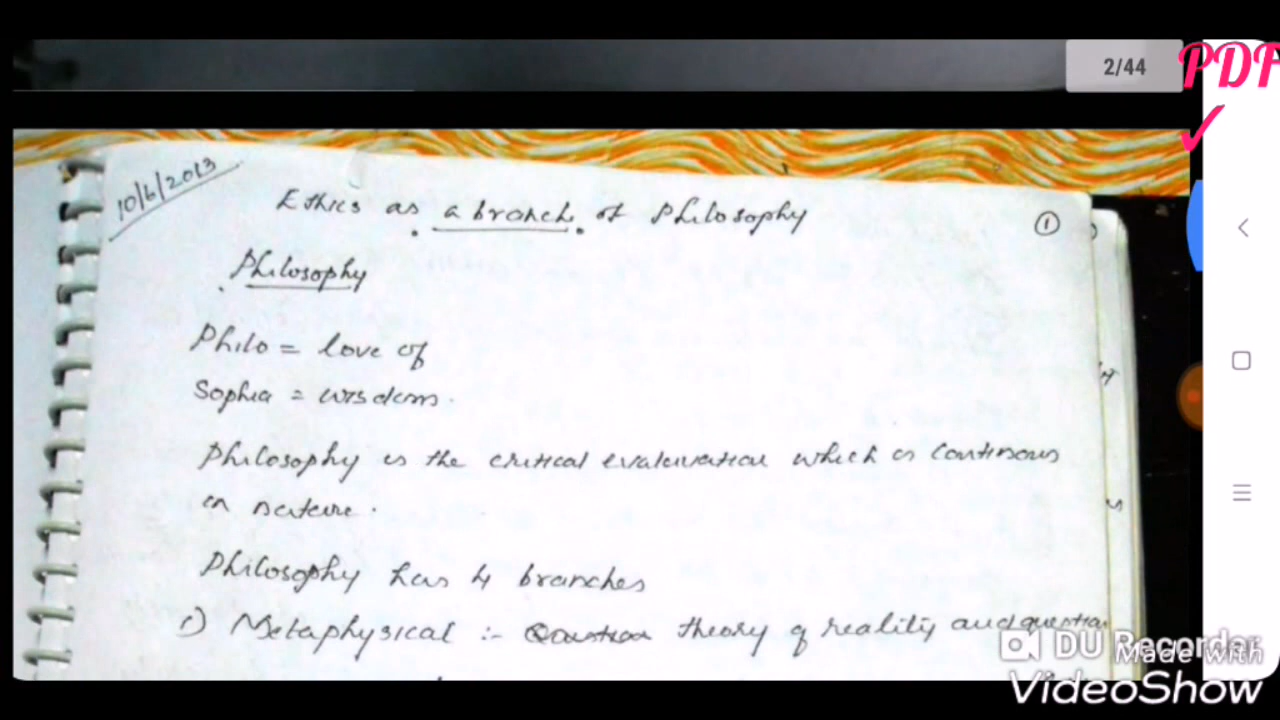 2/44
PDF
10/6/2013
Ethics as a branch of Philosophy
1
Philosophy
Philo = love of
Sophia = wisdom.
Philosophy is the critical evaluation which is continous
in nature.
Philosophy has 4 branches
1) Metaphysical :- theory of reality and question
DU Recorder
Made with
VideoShow